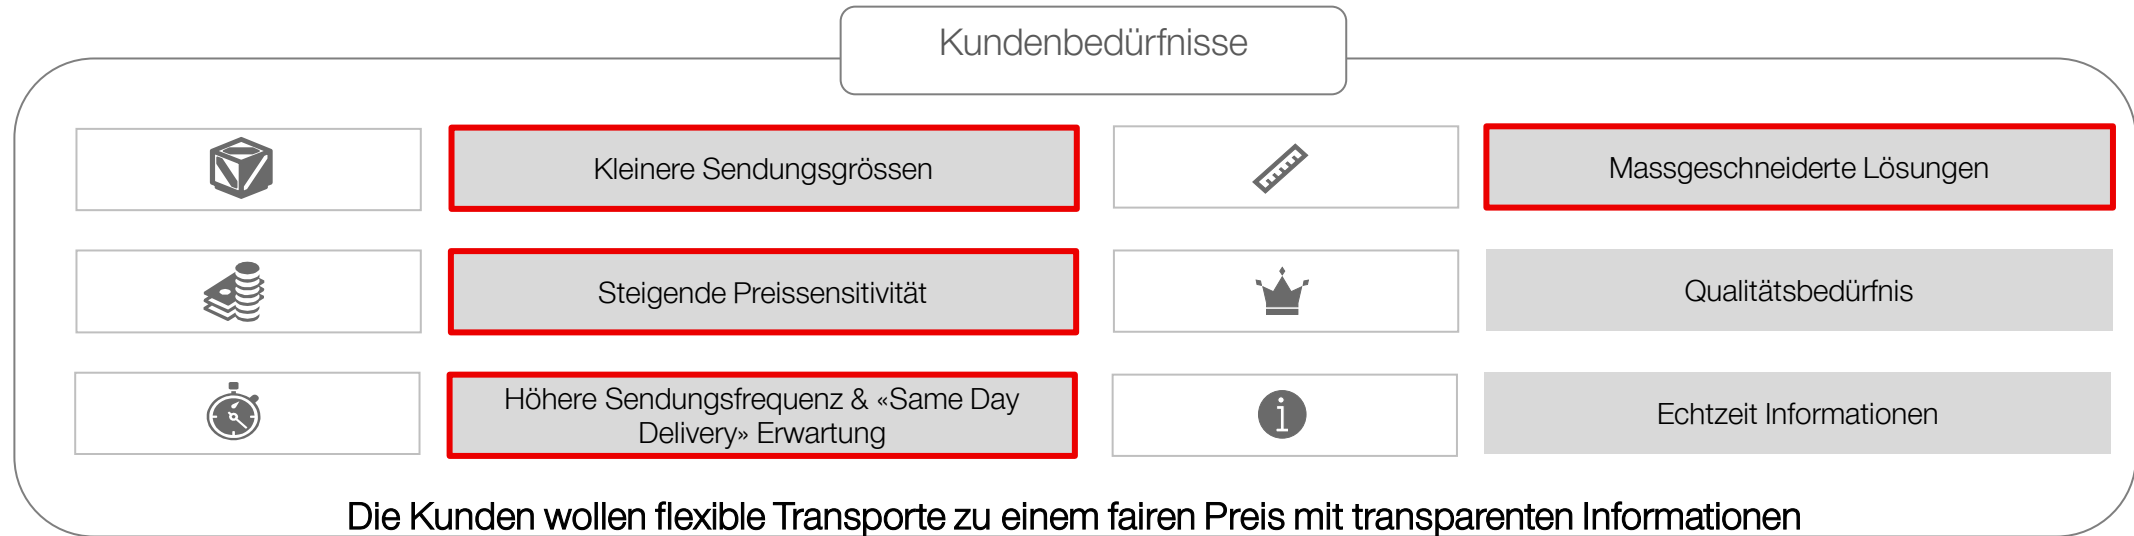 Kundenbedürfnisse
Kleinere Sendungsgrössen
Massgeschneiderte Lösungen
Steigende Preissensitivität
Qualitätsbedürfnis
Höhere Sendungsfrequenz & «Same Day
Delivery» Erwartung
Echtzeit Informationen
Die Kunden wollen flexible Transporte zu einem fairen Preis mit transparenten Informationen